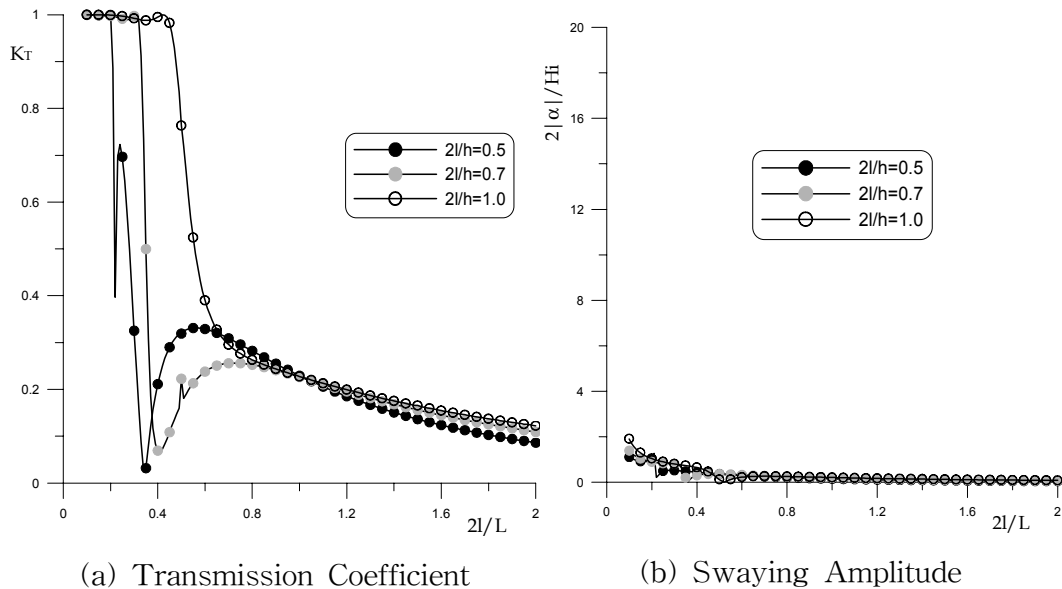 1
0.8
0.6
0.4
0.2
0
KT
2l/h=0.5
2l/h=0.7
2l/h=1.0
0 0.4 0.8 1.2 1.6 2
2l/L
(a) Transmission Coefficient
20
16
12
8
4
0
2|α|/Hi
2l/h=0.5
2l/h=0.7
2l/h=1.0
0 0.4 0.8 1.2 1.6 2
2l/L
(b) Swaying Amplitude